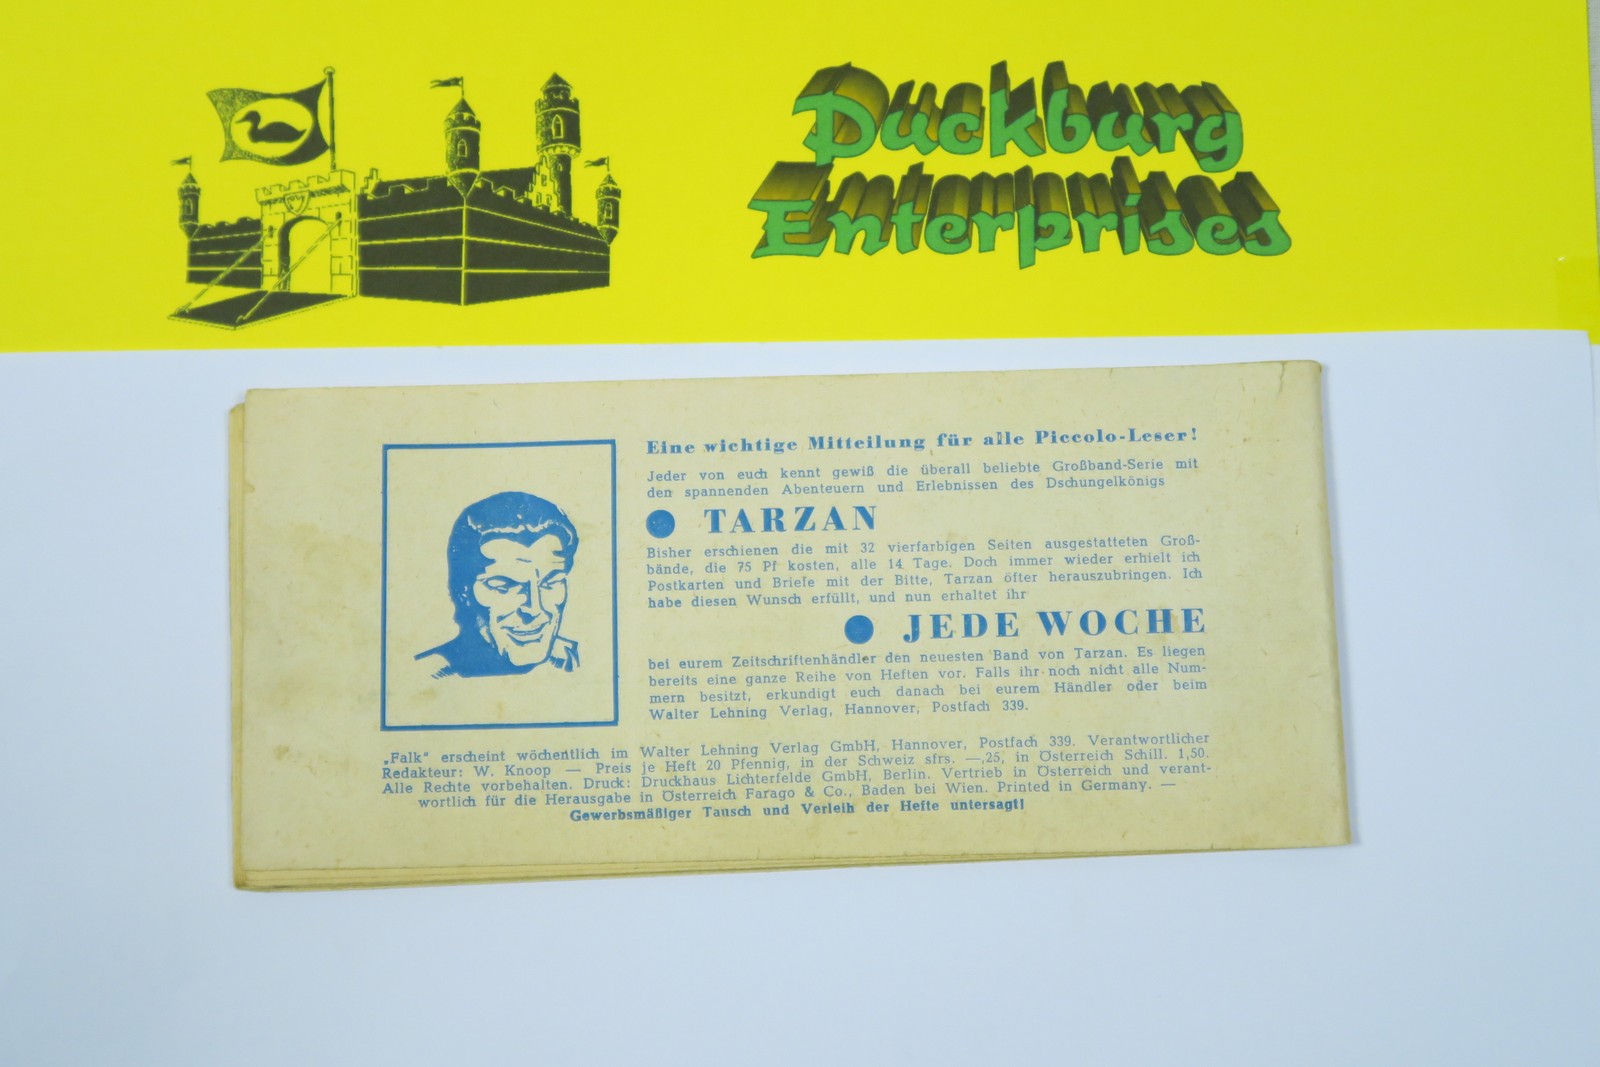 Duckburg
Enterprises
Eine wichtige Mitteilung für alle Piccolo-Leser!
Jeder von euch kennt gewiß die überall beliebte Großband-Serie mit
den spannenden Abenteuern und Erlebnissen des Dschungelkönigs
● TARZAN
Bisher erschienen die mit 32 vierfarbigen Seiten ausgestatteten Groß-
bände, die 75 Pf kosten, alle 14 Tage. Doch immer wieder erhielt ich
Postkarten und Briefe mit der Bitte, Tarzan öfter herauszubringen. Ich
habe diesen Wunsch erfüllt, und nun erhaltet ihr
● JEDE WOCHE
bei eurem Zeitschriftenhändler den neuesten Band von Tarzan. Es liegen
bereits eine ganze Reihe von Heften vor. Falls ihr noch nicht alle Num-
mern besitzt, erkundigt euch danach bei eurem Händler oder beim
Walter Lehning Verlag, Hannover, Postfach 339.
„Falk" erscheint wöchentlich im Walter Lehning Verlag GmbH, Hannover, Postfach 339. Verantwortlicher
Redakteur: W. Knoop — Preis je Heft 20 Pfennig, in der Schweiz sfrs. —,25, in Österreich Schill. 1,50.
Alle Rechte vorbehalten. Druck: Druckhaus Lichterfelde GmbH, Berlin. Vertrieb in Österreich und verant-
wortlich für die Herausgabe in Österreich Farago & Co., Baden bei Wien. Printed in Germany. —
Gewerbsmäßiger Tausch und Verleih der Hefte untersagt!